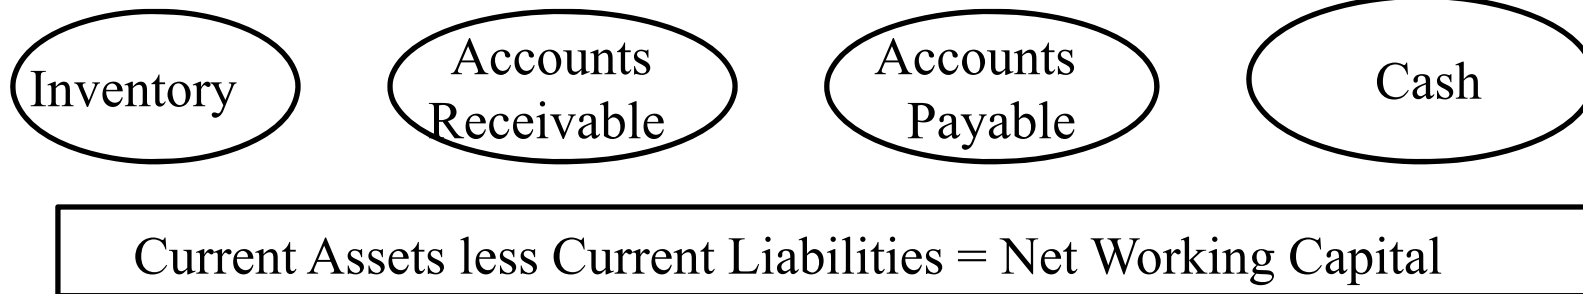 Inventory
Accounts
Receivable
Accounts
Payable
Cash
Current Assets less Current Liabilities = Net Working Capital